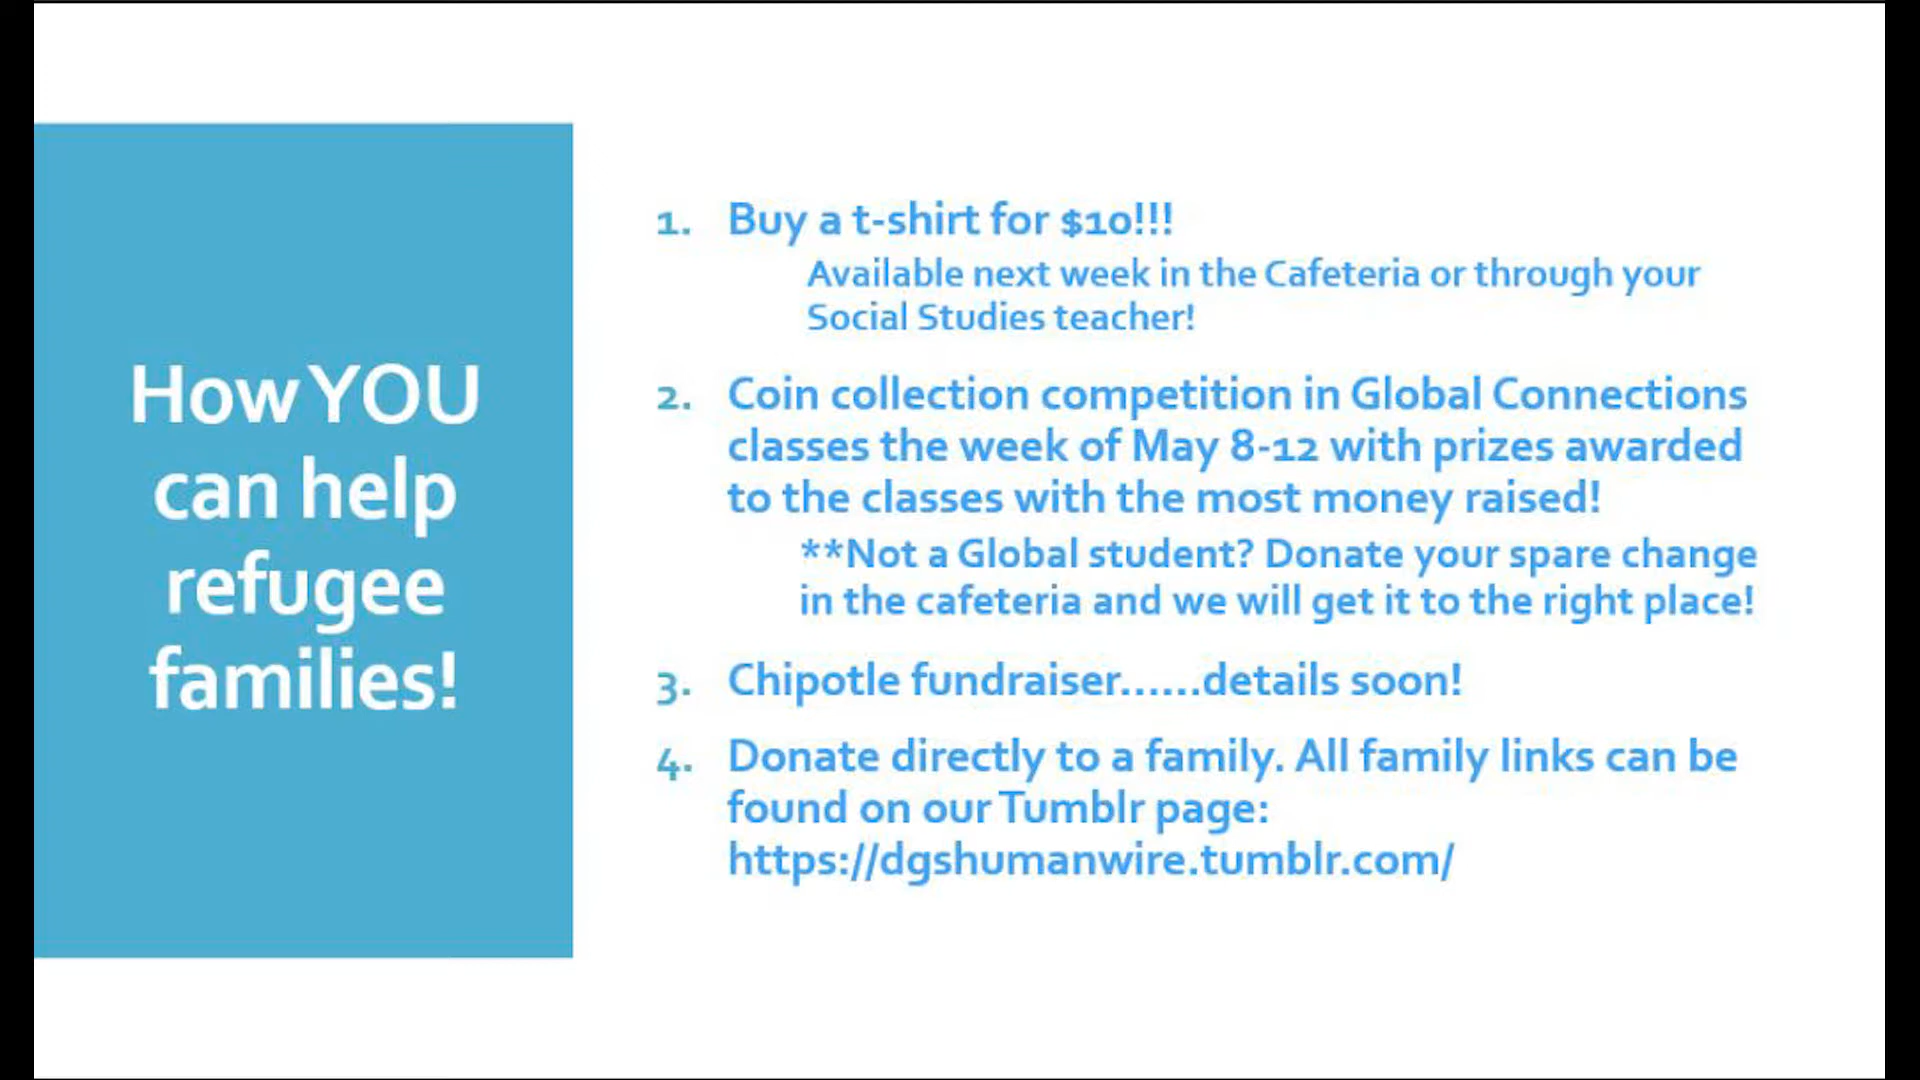 How YOU
can help
refugee
families!
1. Buy a t-shirt for $10!!!
Available next week in the Cafeteria or through your
Social Studies teacher!
2. Coin collection competition in Global Connections
classes the week of May 8-12 with prizes awarded
to the classes with the most money raised!
**Not a Global student? Donate your spare change
in the cafeteria and we will get it to the right place!
3. Chipotle fundraiser......details soon!
4. Donate directly to a family. All family links can be
found on our Tumblr page:
https://dgshumanwire.tumblr.com/